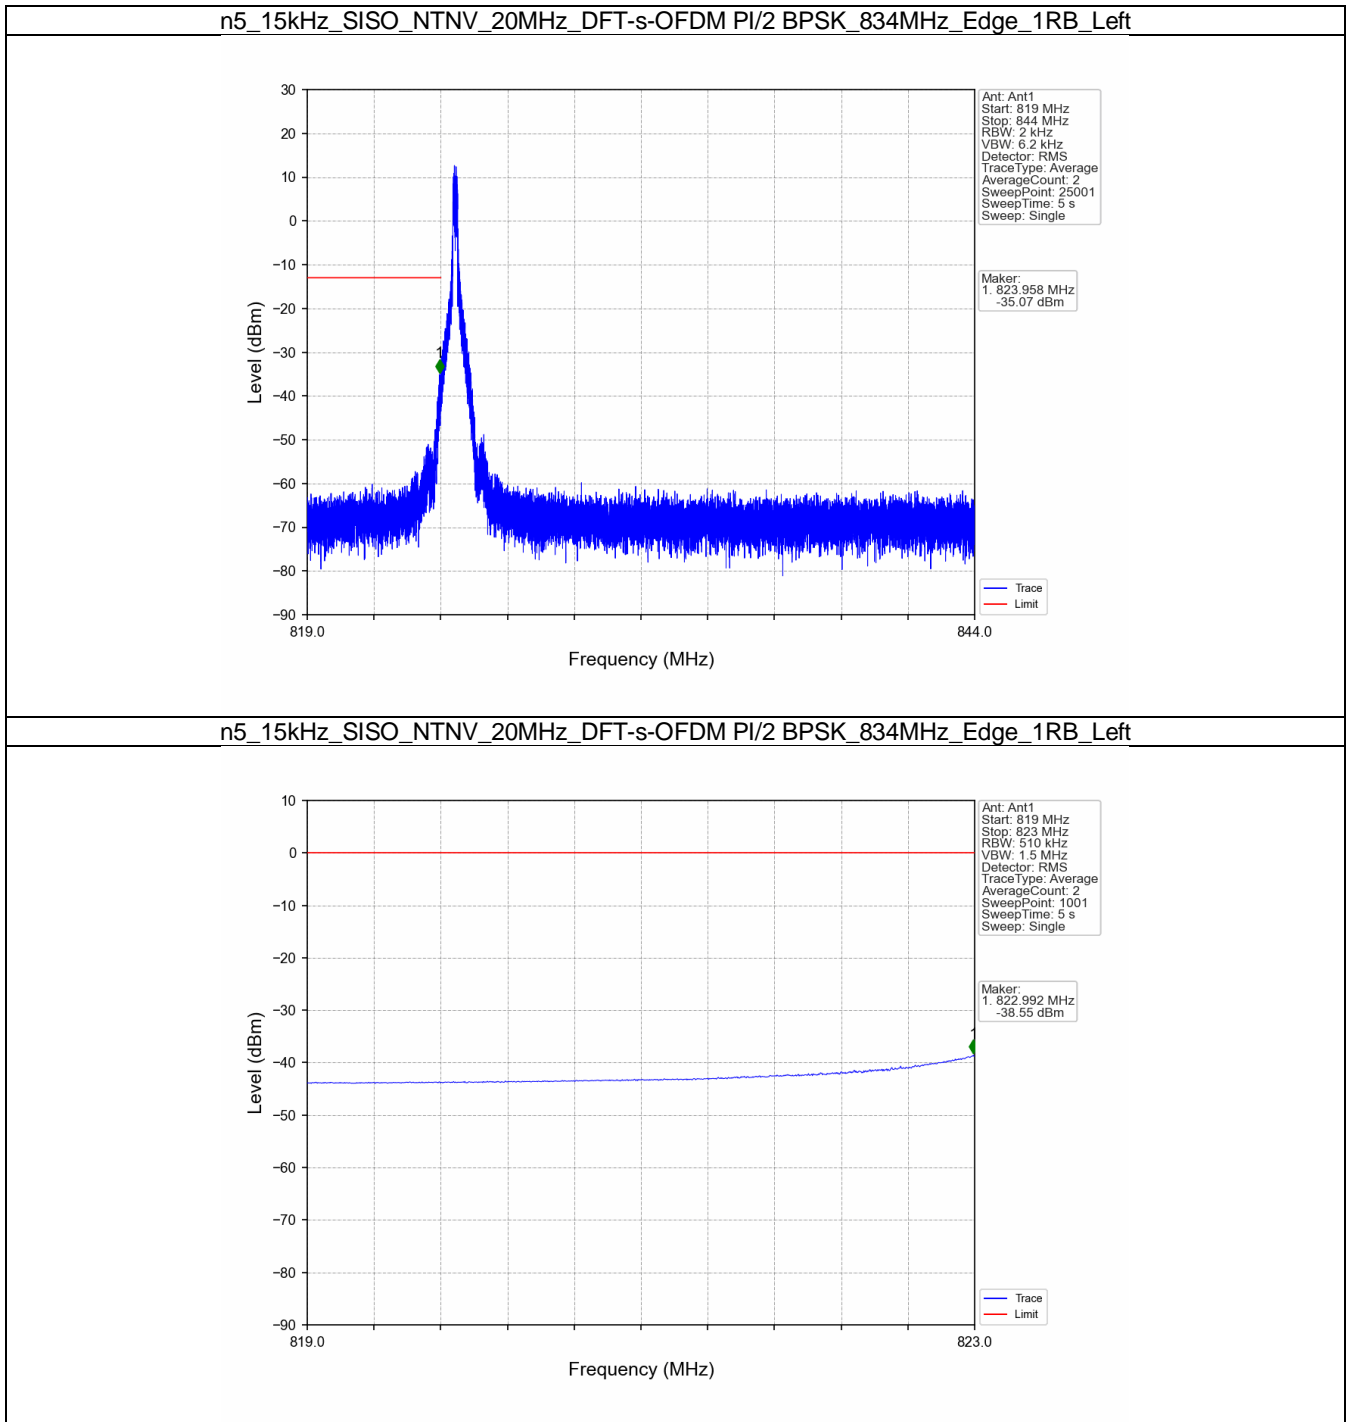 n5_15kHz_SISO_NTNV_20MHz_DFT-s-OFDM PI/2 BPSK_834MHz_Edge_1RB_Left
30
20
10
0
−10
−20
−30
−40
−50
−60
−70
−80
−90
Level (dBm)
1
819.0
844.0
Frequency (MHz)
Ant: Ant1
Start: 819 MHz
Stop: 844 MHz
RBW: 2 kHz
VBW: 6.2 kHz
Detector: RMS
TraceType: Average
AverageCount: 2
SweepPoint: 25001
SweepTime: 5 s
Sweep: Single
Maker:
1. 823.958 MHz
-35.07 dBm
Trace
Limit
n5_15kHz_SISO_NTNV_20MHz_DFT-s-OFDM PI/2 BPSK_834MHz_Edge_1RB_Left
10
0
−10
−20
−30
−40
−50
−60
−70
−80
−90
Level (dBm)
1
819.0
823.0
Frequency (MHz)
Ant: Ant1
Start: 819 MHz
Stop: 823 MHz
RBW: 510 kHz
VBW: 1.5 MHz
Detector: RMS
TraceType: Average
AverageCount: 2
SweepPoint: 1001
SweepTime: 5 s
Sweep: Single
Maker:
1. 822.992 MHz
-38.55 dBm
Trace
Limit